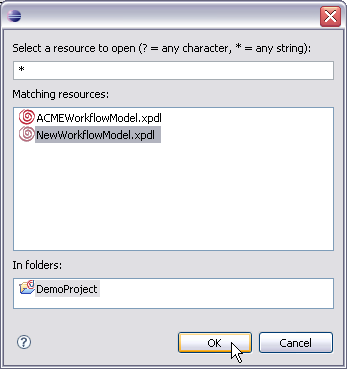 Select a resource to open (? = any character, * = any string):
*
Matching resources:
ACMEWorkflowModel.xpdl
NewWorkflowModel.xpdl
In folders:
DemoProject
?
OK
Cancel